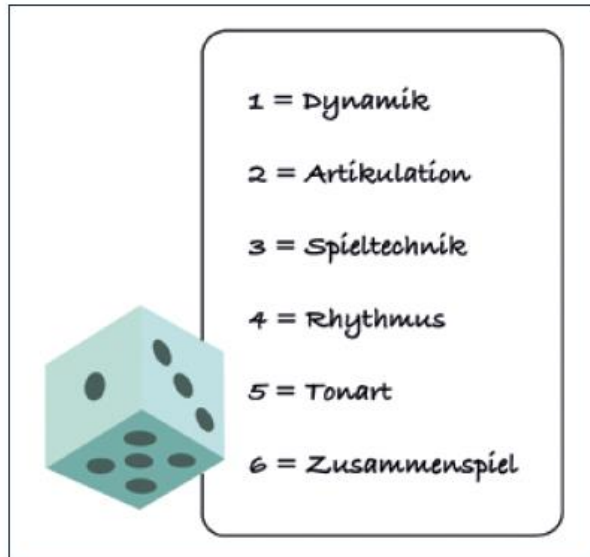 1 = Dynamik
2 = Artikulation
3 = Spieltechnik
4 = Rhythmus
5 = Tonart
6 = Zusammenspiel